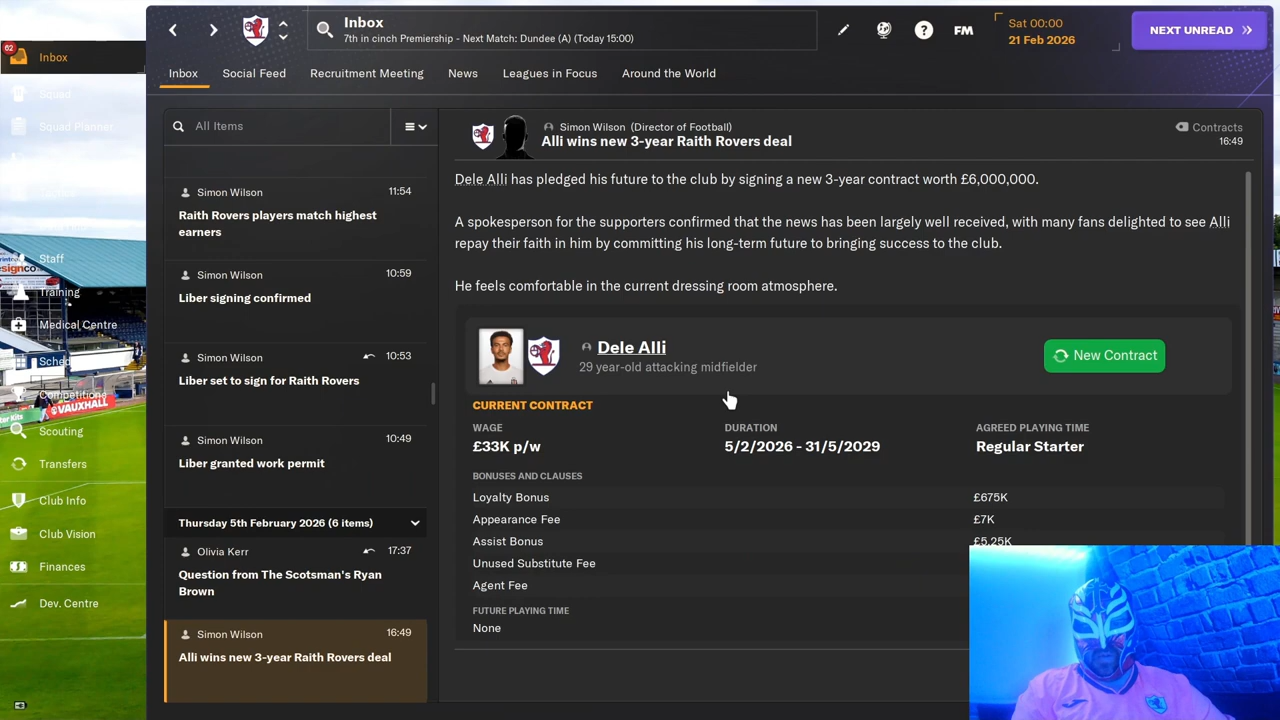 62
Inbox
Squad
Squad Planner
Staff
Training
Medical Centre
Sched
Competitions
Scouting
Transfers
Club Info
Club Vision
Finances
Dev. Centre
VAUXHALL
Inbox
7th in cinch Premiership - Next Match: Dundee (A) (Today 15:00)
FM
Sat 00:00
21 Feb 2026
NEXT UNREAD
Inbox
Social Feed
Recruitment Meeting
News
Leagues in Focus
Around the World
All Items
Simon Wilson
11:54
Raith Rovers players match highest
earners
Simon Wilson
10:59
Liber signing confirmed
Simon Wilson
10:53
Liber set to sign for Raith Rovers
Simon Wilson
10:49
Liber granted work permit
Thursday 5th February 2026 (6 items)
Olivia Kerr
17:37
Question from The Scotsman's Ryan
Brown
Simon Wilson
16:49
Alli wins new 3-year Raith Rovers deal
Simon Wilson (Director of Football)
Alli wins new 3-year Raith Rovers deal
Contracts
16:49
Dele Alli has pledged his future to the club by signing a new 3-year contract worth £6,000,000.
A spokesperson for the supporters confirmed that the news has been largely well received, with many fans delighted to see Alli
repay their faith in him by committing his long-term future to bringing success to the club.
He feels comfortable in the current dressing room atmosphere.
Dele Alli
29 year-old attacking midfielder
New Contract
CURRENT CONTRACT
WAGE
£33K p/w
DURATION
5/2/2026 - 31/5/2029
AGREED PLAYING TIME
Regular Starter
BONUSES AND CLAUSES
Loyalty Bonus
£675K
Appearance Fee
£7K
Assist Bonus
£5.25K
Unused Substitute Fee
Agent Fee
FUTURE PLAYING TIME
None